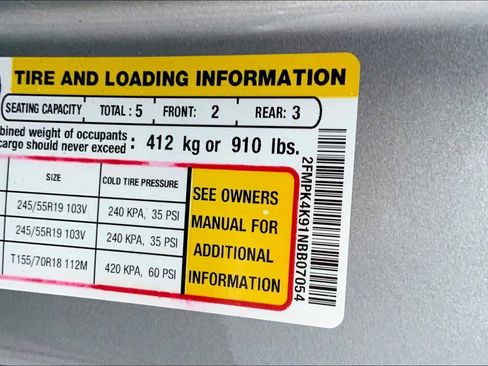 TIRE AND LOADING INFORMATION
SEATING CAPACITY TOTAL : 5 FRONT: 2 REAR: 3
bined weight of occupants
cargo should never exceed : 412 kg or 910 lbs.
SIZE COLD TIRE PRESSURE
245/55R19 103V 240 KPA, 35 PSI
245/55R19 103V 240 KPA, 35 PSI
T155/70R18 112M 420 KPA, 60 PSI
SEE OWNERS
MANUAL FOR
ADDITIONAL
INFORMATION
2FMPK4K91NBB07054